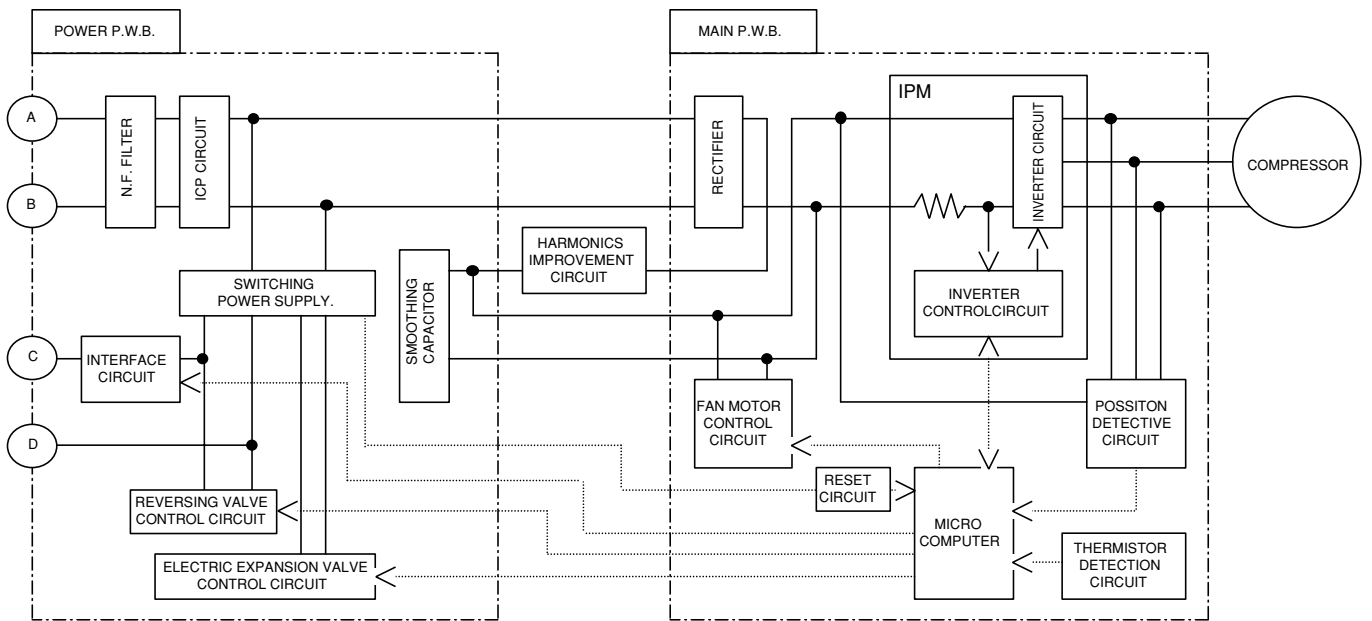 POWER P.W.B.
MAIN P.W.B.
A
N.F. FILTER
ICP CIRCUIT
RECTIFIER
IPM
INVERTER CIRCUIT
COMPRESSOR
B
HARMONICS
IMPROVEMENT
CIRCUIT
SWITCHING
POWER SUPPLY.
SMOOTHING
CAPACITOR
INVERTER
CONTROLCIRCUIT
C
INTERFACE
CIRCUIT
FAN MOTOR
CONTROL
CIRCUIT
POSSITON
DETECTIVE
CIRCUIT
D
RESET
CIRCUIT
REVERSING VALVE
CONTROL CIRCUIT
MICRO
COMPUTER
THERMISTOR
DETECTION
CIRCUIT
ELECTRIC EXPANSION VALVE
CONTROL CIRCUIT